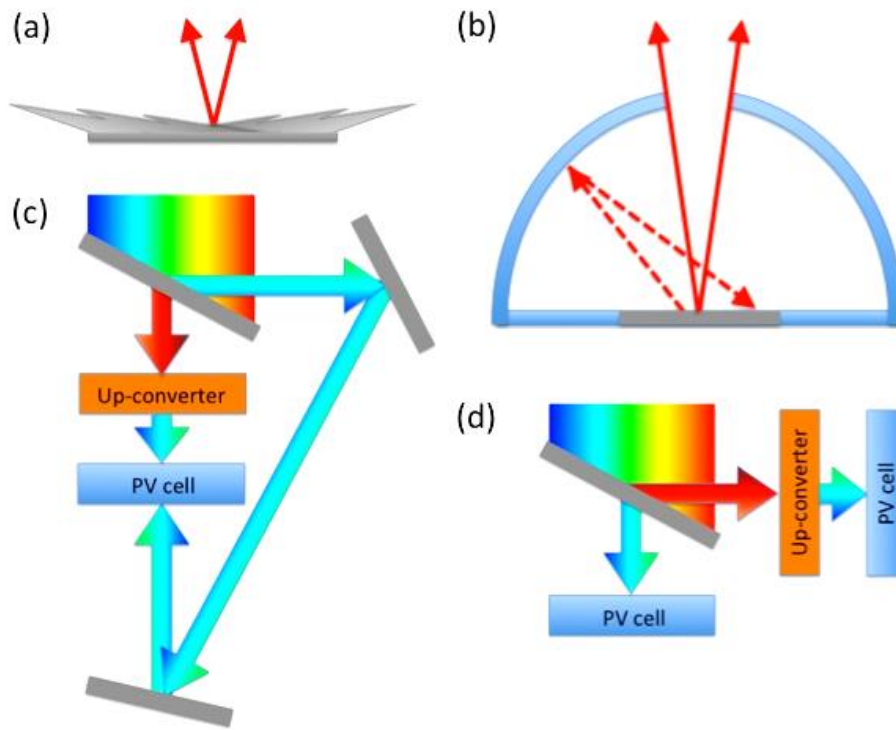 (a)
(b)
(c)
Up-converter
PV cell
(d)
Up-converter
PV cell
PV cell